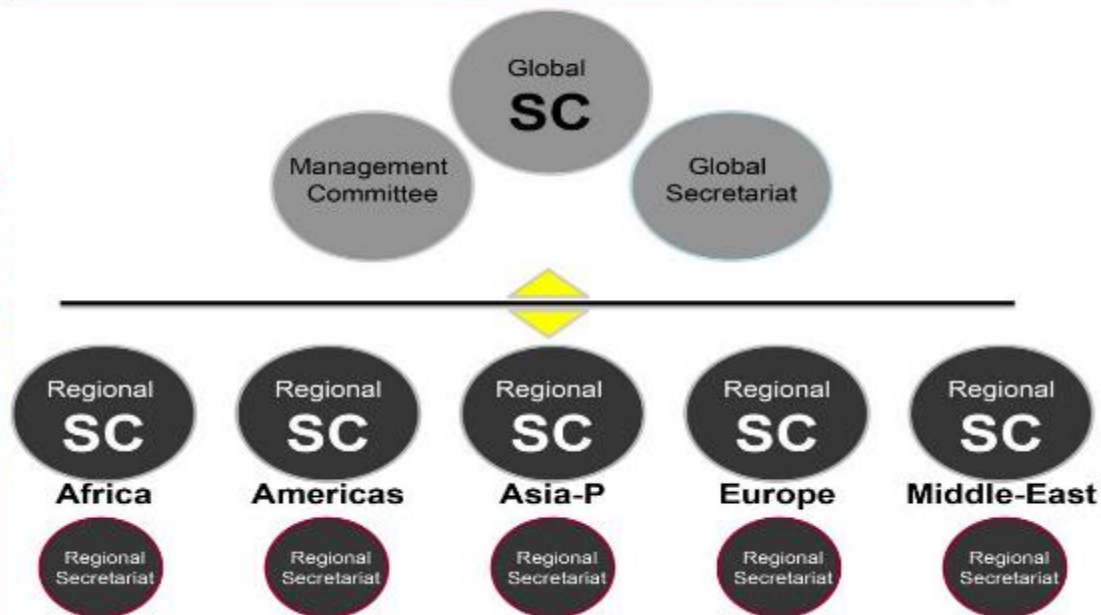 Global
SC
Management
Committee
Global
Secretariat
Regional
SC
Africa
Regional
SC
Americas
Regional
SC
Asia-P
Regional
SC
Europe
Regional
SC
Middle-East
Regional
Secretariat
Regional
Secretariat
Regional
Secretariat
Regional
Secretariat
Regional
Secretariat